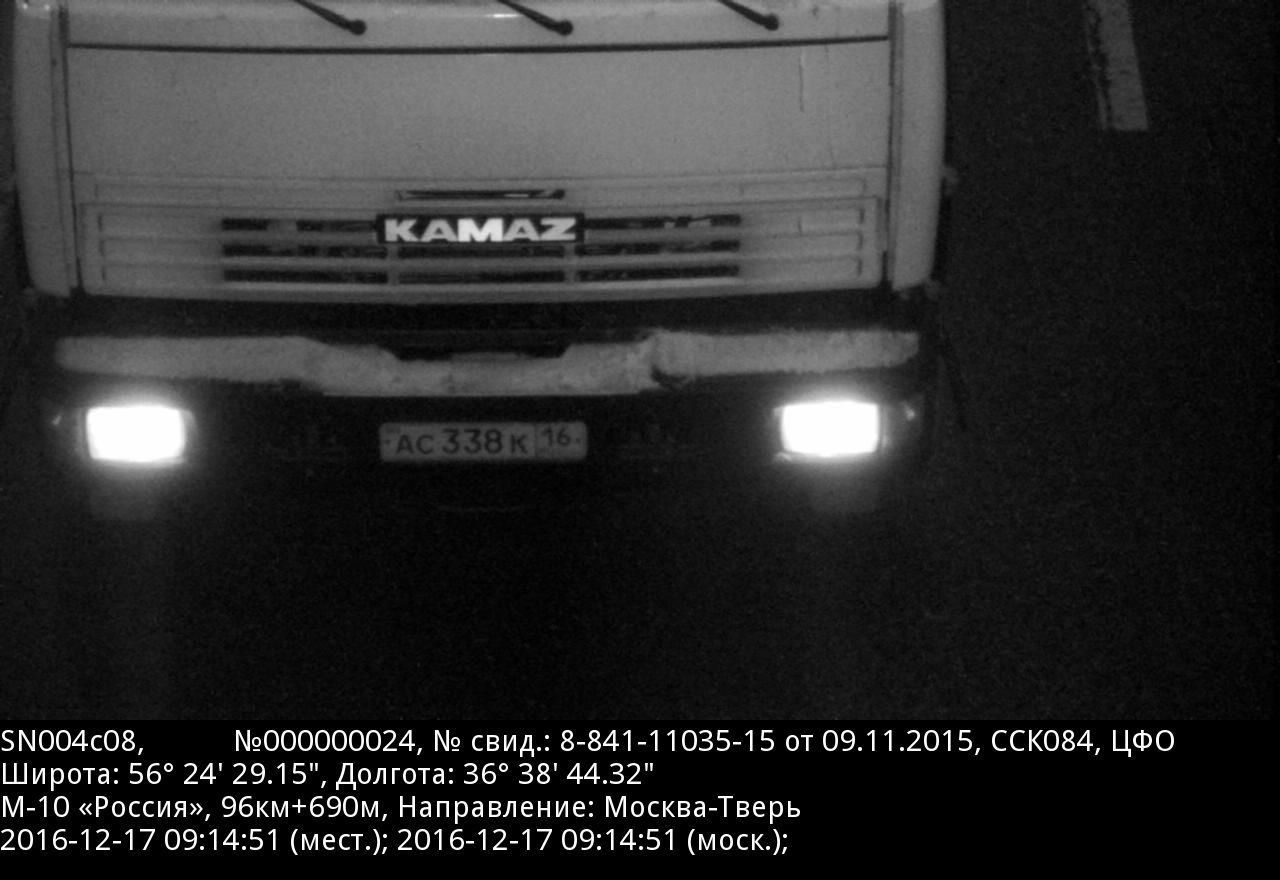 KAMAZ
АС 338 К 16
SN004c08, №000000024, № свид.: 8-841-11035-15 от 09.11.2015, ССК084, ЦФО
Широта: 56° 24' 29.15", Долгота: 36° 38' 44.32"
М-10 «Россия», 96км+690м, Направление: Москва-Тверь
2016-12-17 09:14:51 (мест.); 2016-12-17 09:14:51 (моск.);